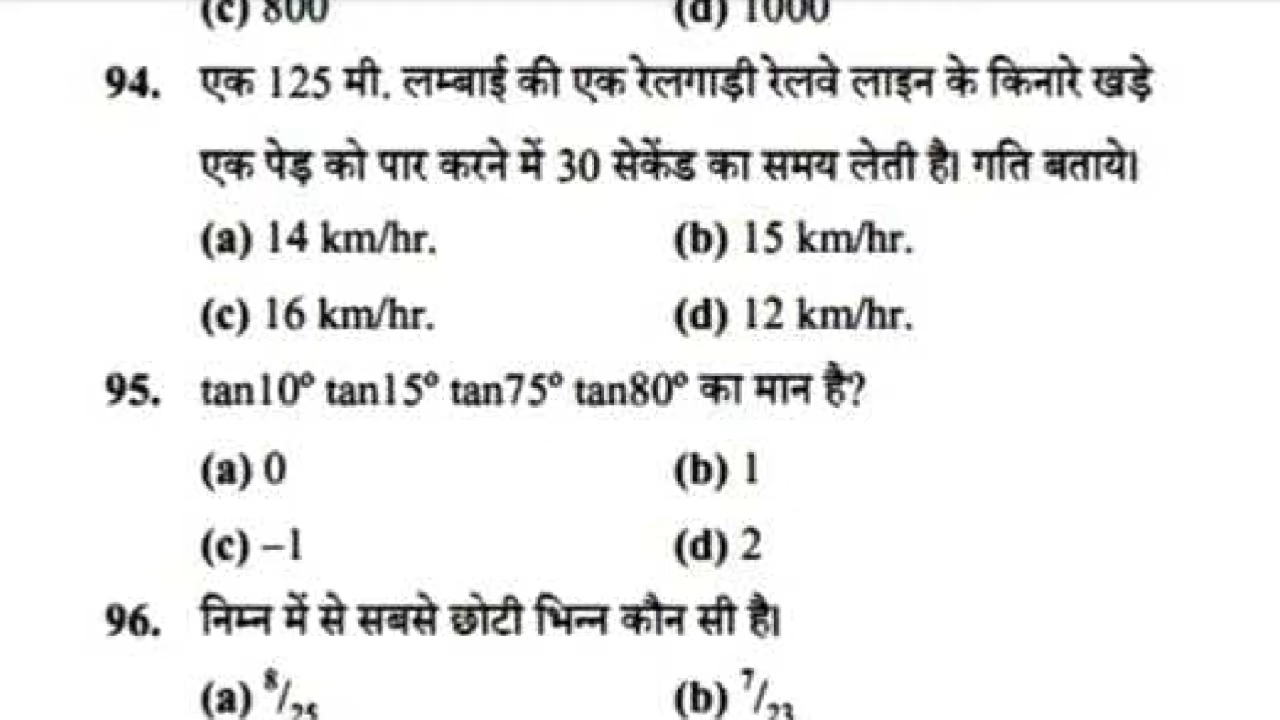 (c) 800 (d) 1000
94. एक 125 मी. लम्बाई की एक रेलगाड़ी रेलवे लाइन के किनारे खड़े
एक पेड़ को पार करने में 30 सेकेंड का समय लेती है। गति बताये।
(a) 14 km/hr. (b) 15 km/hr.
(c) 16 km/hr. (d) 12 km/hr.
95. tan10° tan15° tan75° tan80° का मान है?
(a) 0 (b) 1
(c) –1 (d) 2
96. निम्न में से सबसे छोटी भिन्न कौन सी है।
(a) 8/25 (b) 7/23